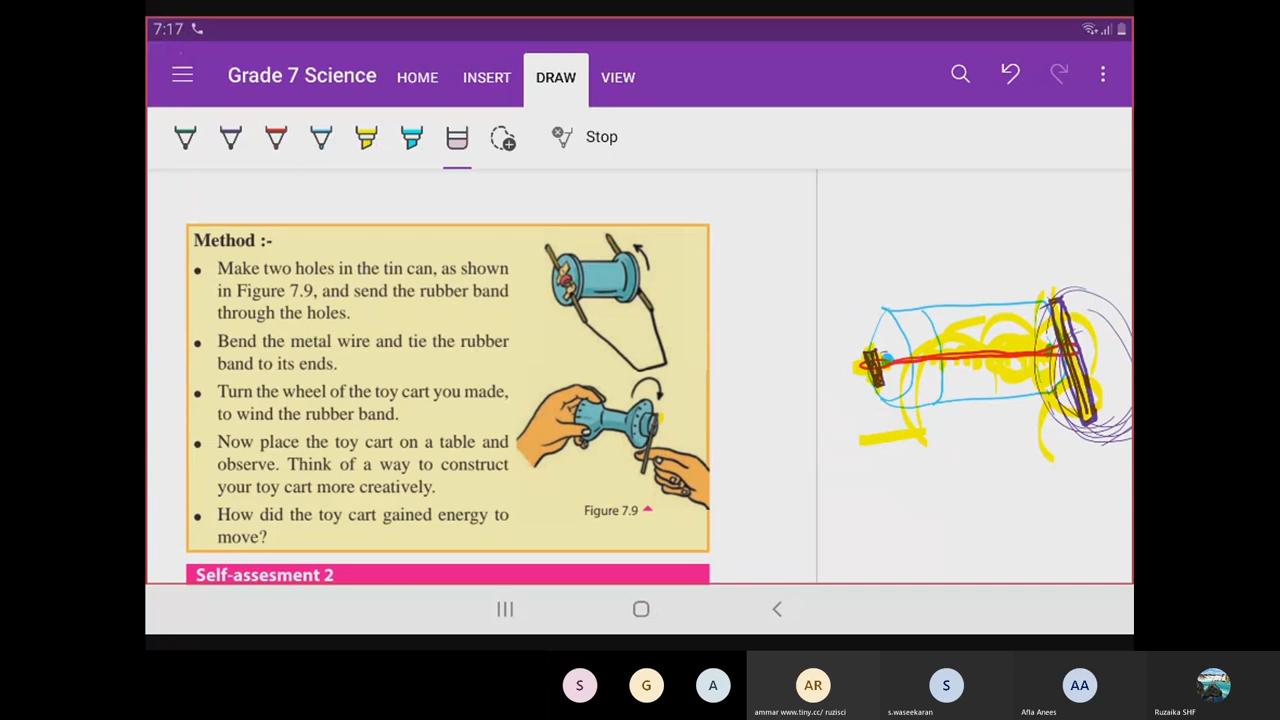 7:17
Grade 7 Science HOME INSERT DRAW VIEW
Stop
Method :-
• Make two holes in the tin can, as shown
in Figure 7.9, and send the rubber band
through the holes.
• Bend the metal wire and tie the rubber
band to its ends.
• Turn the wheel of the toy cart you made,
to wind the rubber band.
• Now place the toy cart on a table and
observe. Think of a way to construct
your toy cart more creatively.
• How did the toy cart gained energy to
move?
Figure 7.9
Self-assesment 2
S G A AR S AA
ammar www.tiny.cc/ ruzisci s.waseekaran Afla Anees Ruzaika SHF